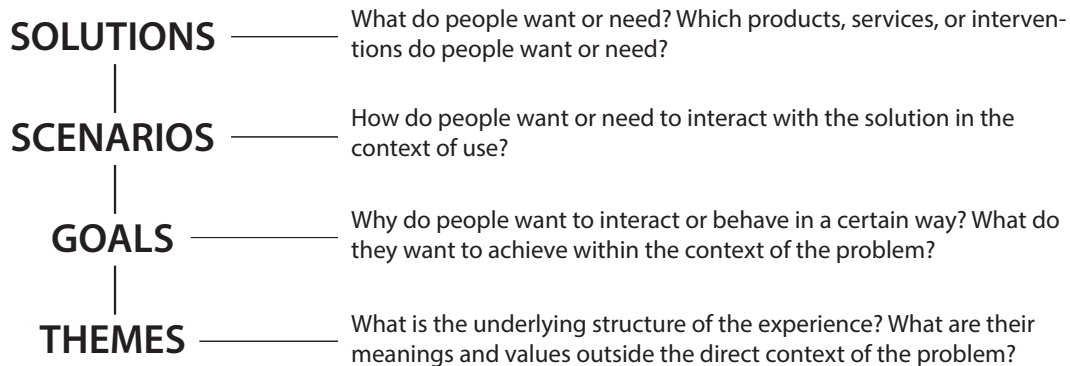 SOLUTIONS
What do people want or need? Which products, services, or interven-
tions do people want or need?
SCENARIOS
How do people want or need to interact with the solution in the
context of use?
GOALS
Why do people want to interact or behave in a certain way? What do
they want to achieve within the context of the problem?
THEMES
What is the underlying structure of the experience? What are their
meanings and values outside the direct context of the problem?